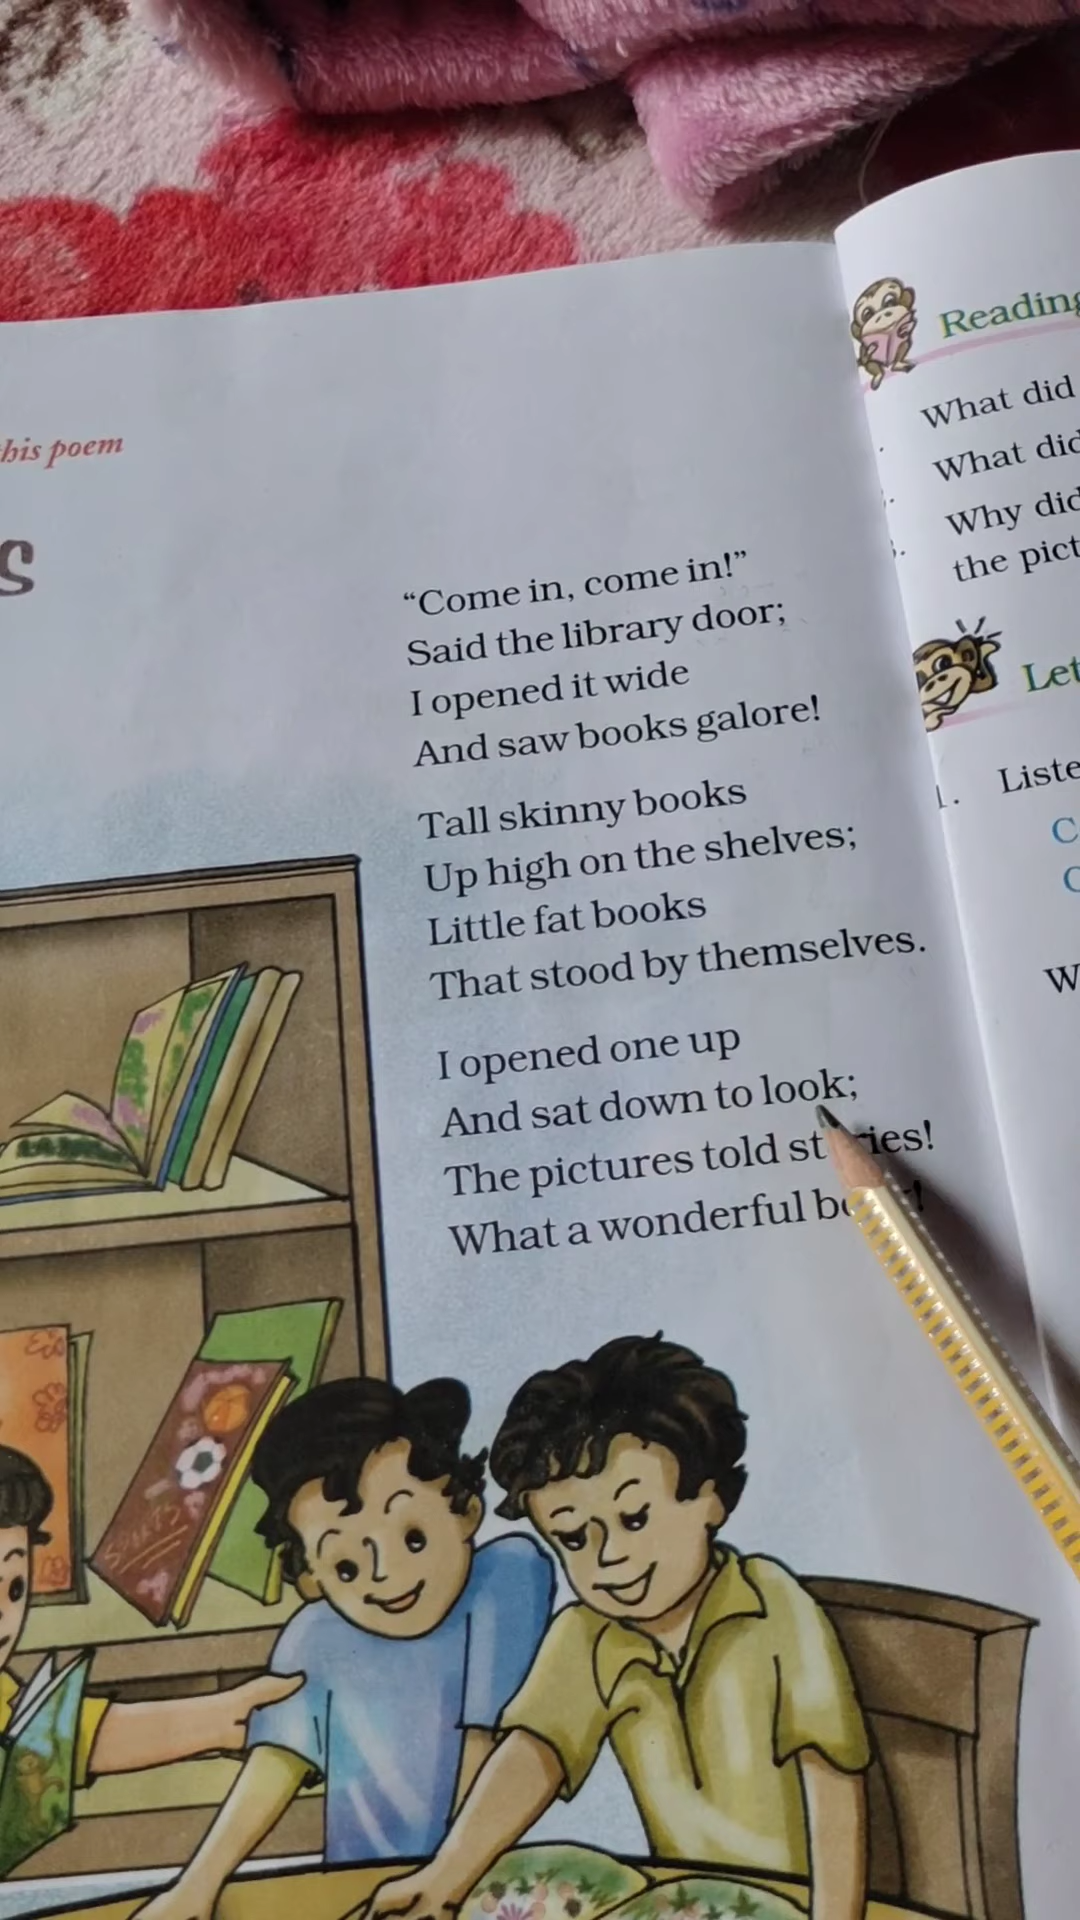 his poem
s
“Come in, come in!”
Said the library door;
I opened it wide
And saw books galore!
Tall skinny books
Up high on the shelves;
Little fat books
That stood by themselves.
I opened one up
And sat down to look;
The pictures told st ries!
What a wonderful b !
Reading
What did
What did
Why did
the pict
Let
1. Liste
C
C
W